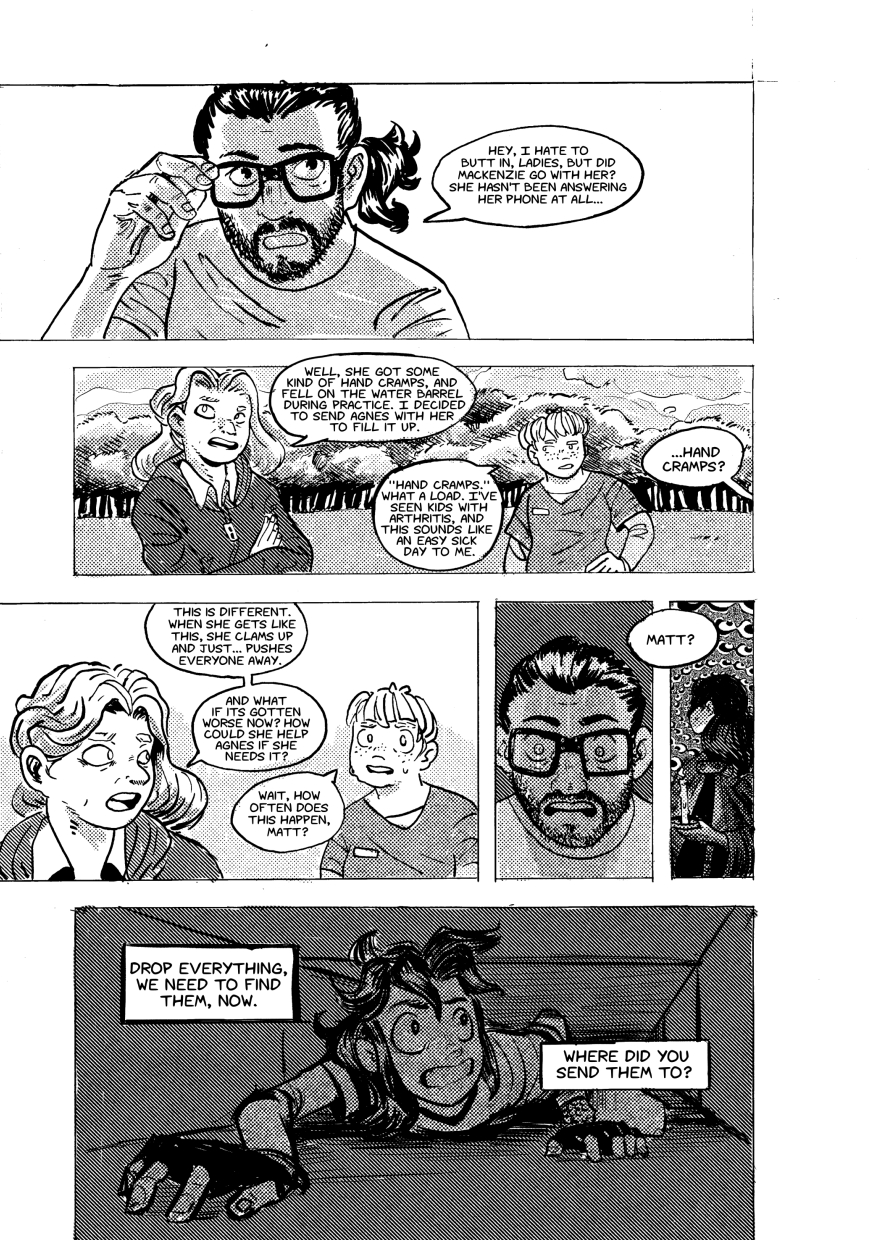 HEY, I HATE TO
BUTT IN, LADIES, BUT DID
MACKENZIE GO WITH HER?
SHE HASN'T BEEN ANSWERING
HER PHONE AT ALL...
WELL, SHE GOT SOME
KIND OF HAND CRAMPS, AND
FELL ON THE WATER BARREL
DURING PRACTICE. I DECIDED
TO SEND AGNES WITH HER
TO FILL IT UP.
"HAND CRAMPS."
WHAT A LOAD. I'VE
SEEN KIDS WITH
ARTHRITIS, AND
THIS SOUNDS LIKE
AN EASY SICK
DAY TO ME.
...HAND
CRAMPS?
THIS IS DIFFERENT.
WHEN SHE GETS LIKE
THIS, SHE CLAMS UP
AND JUST... PUSHES
EVERYONE AWAY.
AND WHAT
IF ITS GOTTEN
WORSE NOW? HOW
COULD SHE HELP
AGNES IF SHE
NEEDS IT?
WAIT, HOW
OFTEN DOES
THIS HAPPEN,
MATT?
MATT?
DROP EVERYTHING,
WE NEED TO FIND
THEM, NOW.
WHERE DID YOU
SEND THEM TO?